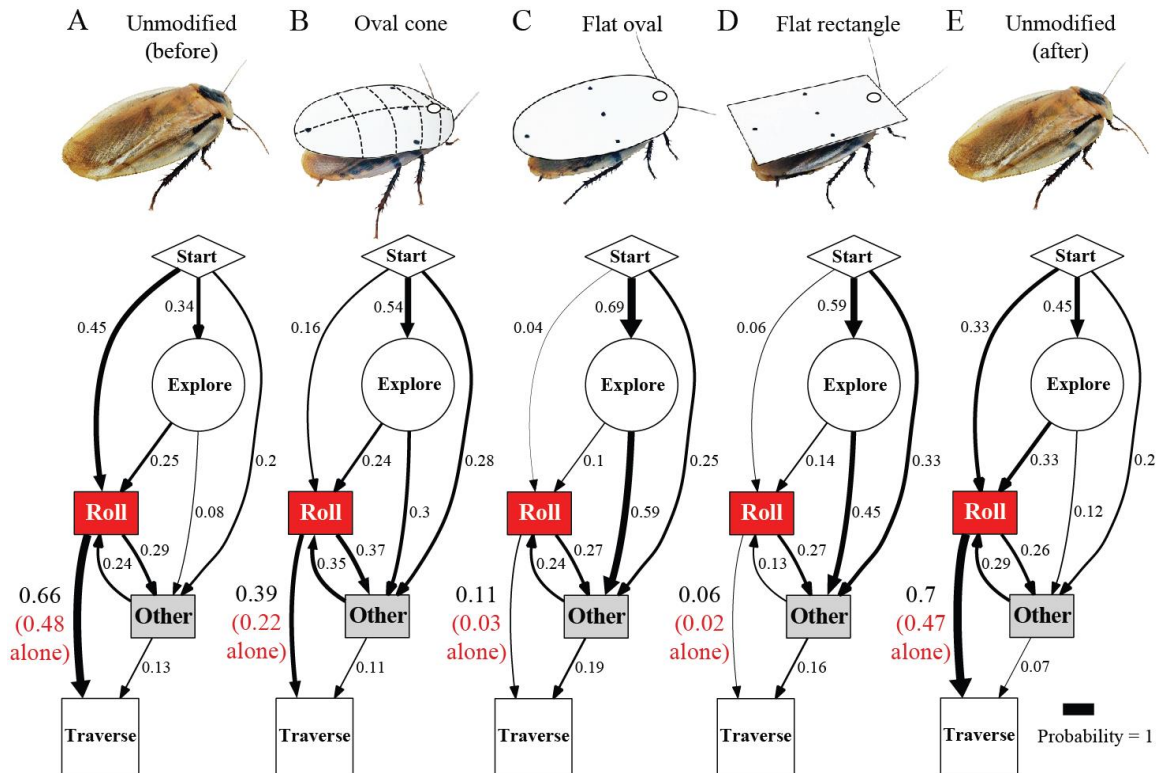 A Unmodified
(before)
B Oval cone
C Flat oval
D Flat rectangle
E Unmodified
(after)
Start
0.45
0.34
Explore
0.25
0.08
0.2
Roll
0.24
0.29
Other
0.66
(0.48
alone)
0.13
Traverse
Start
0.16
0.54
Explore
0.24
0.3
0.28
Roll
0.35
0.37
Other
0.39
(0.22
alone)
0.11
Traverse
Start
0.04
0.69
Explore
0.1
0.59
0.25
Roll
0.24
0.27
Other
0.11
(0.03
alone)
0.19
Traverse
Start
0.06
0.59
Explore
0.14
0.45
0.33
Roll
0.13
0.27
Other
0.06
(0.02
alone)
0.16
Traverse
Start
0.33
0.45
Explore
0.33
0.12
0.2
Roll
0.29
0.26
Other
0.7
(0.47
alone)
0.07
Traverse
Probability = 1